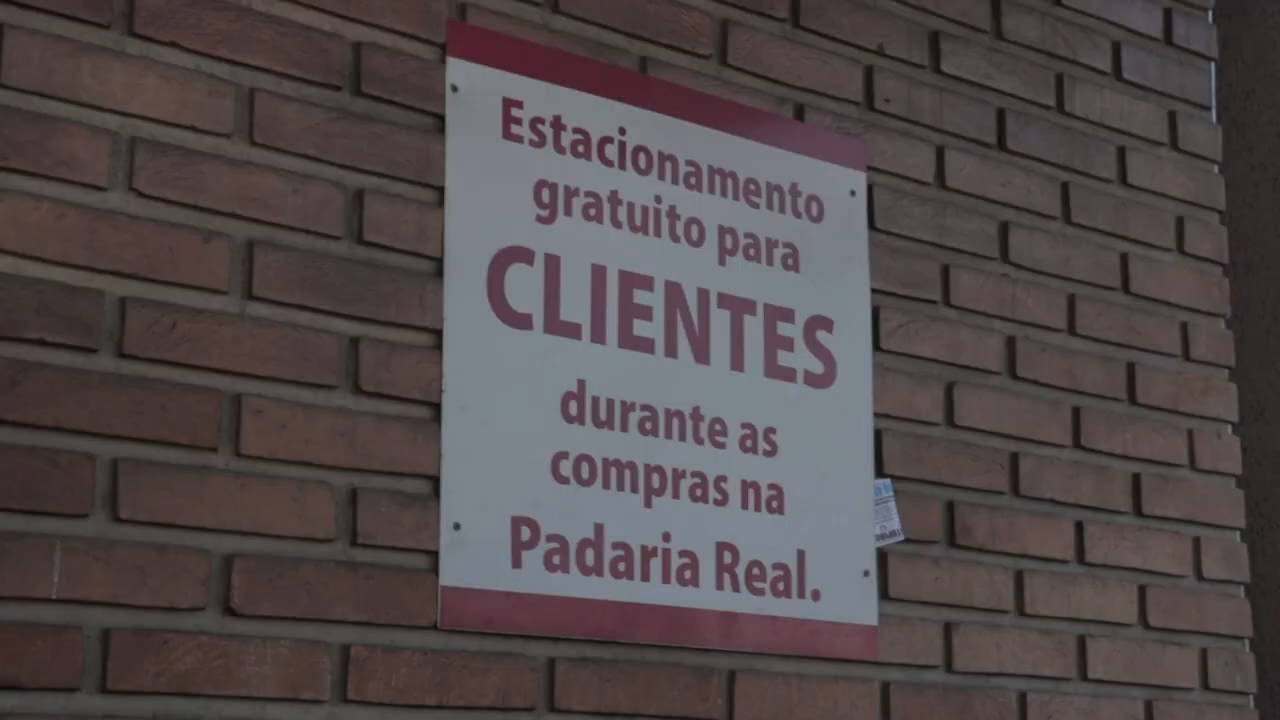 Estacionamento
gratuito para
CLIENTES
durante as
compras na
Padaria Real.